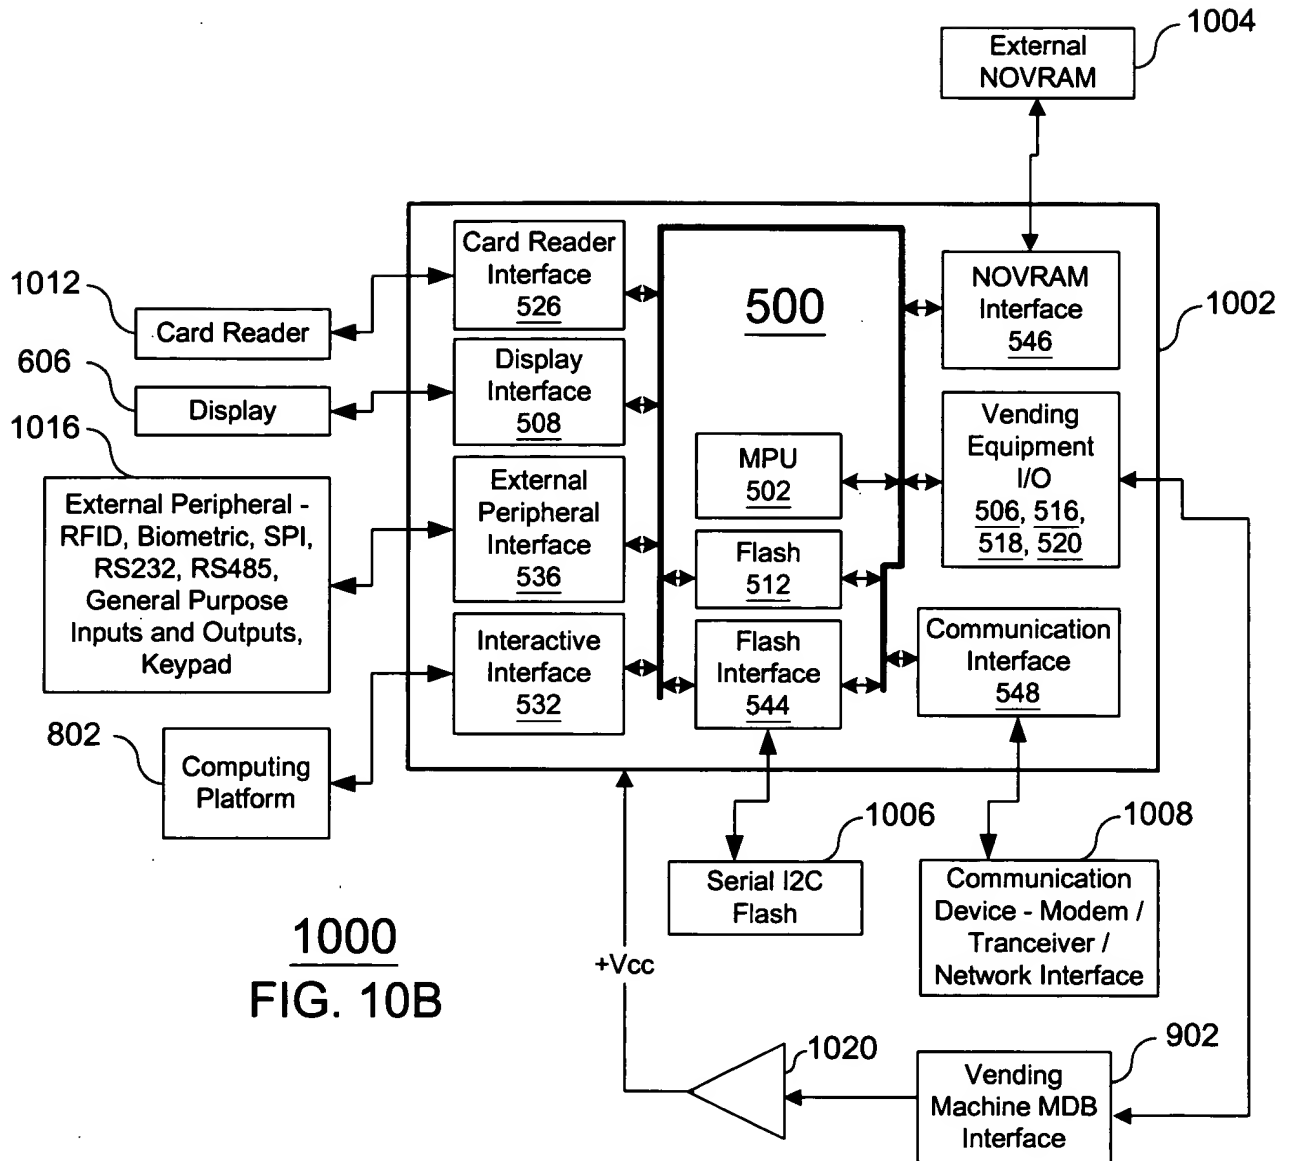 1004
External
NOVRAM
Card Reader
Interface
526
500
NOVRAM
Interface
546
1002
1012
Card Reader
606
Display
Display
Interface
508
1016
External Peripheral -
RFID, Biometric, SPI,
RS232, RS485,
General Purpose
Inputs and Outputs,
Keypad
External
Peripheral
Interface
536
MPU
502
Vending
Equipment
I/O
506, 516,
518, 520
Flash
512
Interactive
Interface
532
Flash
Interface
544
Communication
Interface
548
802
Computing
Platform
1006
Serial I2C
Flash
1008
Communication
Device - Modem /
Tranceiver /
Network Interface
1000
FIG. 10B
+Vcc
1020
902
Vending
Machine MDB
Interface